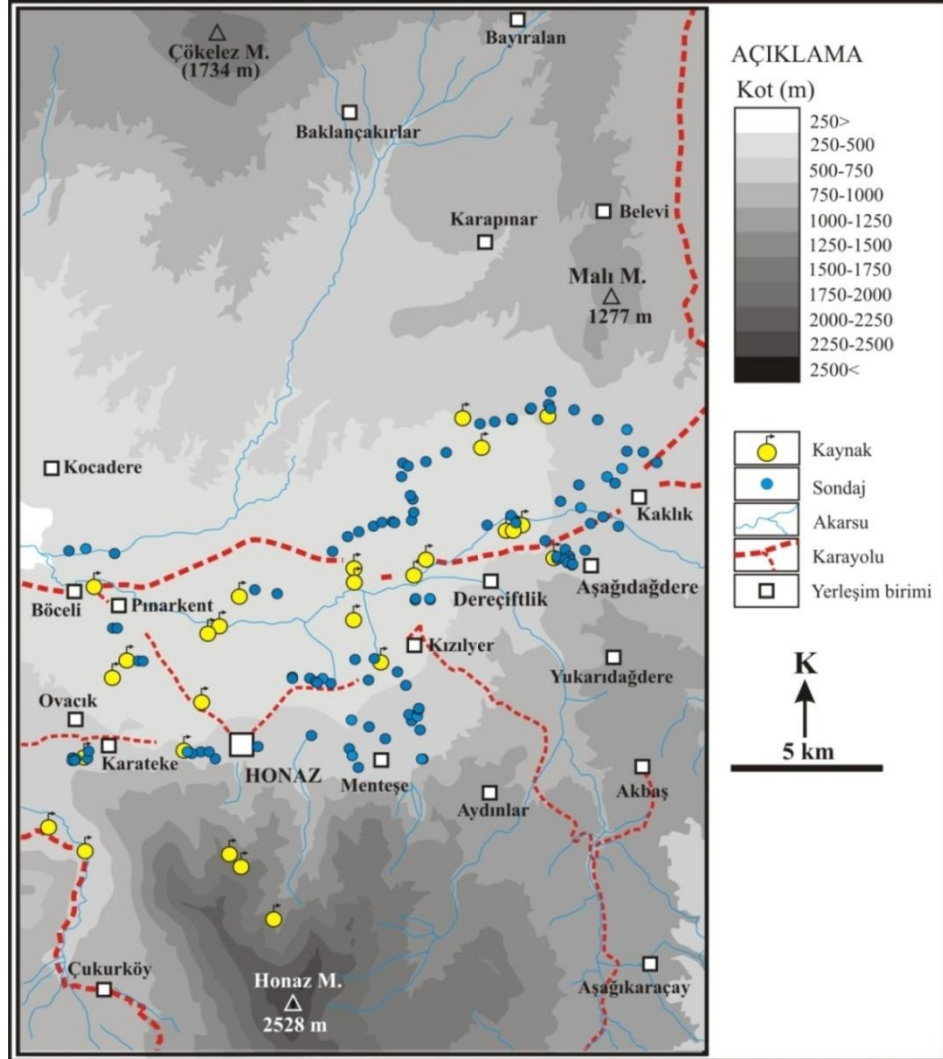 Çökelez M.
(1734 m)
Bayıralan
Baklançakırlar
Karapınar
Belevi
Malı M.
1277 m
Kocadere
Kaklık
Böceli
Pınarkent
Dereçiftlik
Aşağıdağdere
Kızılyer
Yukarıdağdere
Ovacık
Karateke
HONAZ
Menteşe
Aydınlar
Akbaş
Çukurköy
Honaz M.
2528 m
Aşağıkaraçay
AÇIKLAMA
Kot (m)
250>
250-500
500-750
750-1000
1000-1250
1250-1500
1500-1750
1750-2000
2000-2250
2250-2500
2500<
Kaynak
Sondaj
Akarsu
Karayolu
Yerleşim birimi
K
5 km